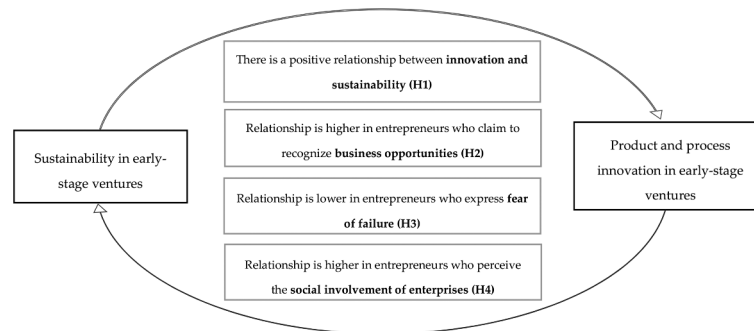 There is a positive relationship between innovation and
sustainability (H1)
Relationship is higher in entrepreneurs who claim to
recognize business opportunities (H2)
Sustainability in early-
stage ventures
Product and process
innovation in early-stage
ventures
Relationship is lower in entrepreneurs who express fear
of failure (H3)
Relationship is higher in entrepreneurs who perceive
the social involvement of enterprises (H4)